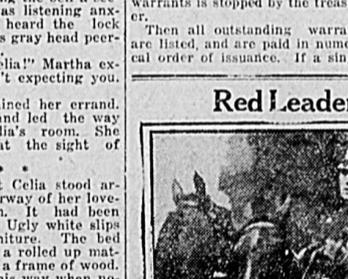 as listening anx-
heard the lock
s gray head peer-
elia!" Martha ex-
't expecting you.
ined her errand.
and led the way
lia's room. She
at the sight of
* *
Celia stood ar-
rway of her love-
n. It had been
Ugly white slips
niture. The bed
a rolled up mat-
a frame of wood.
warrants is stopped by the treas
er.
Then all outstanding warra
are listed, and are paid in nume
cal order of issuance. If a sin
Red Leader